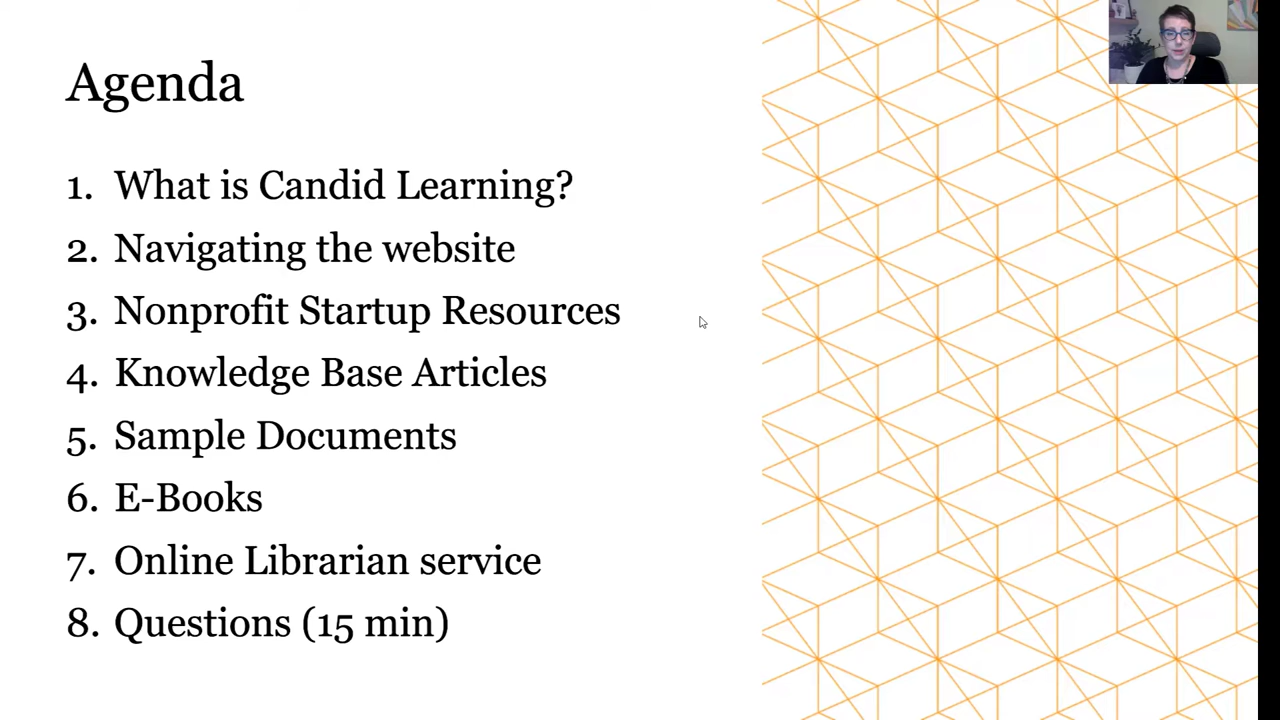 Agenda
1. What is Candid Learning?
2. Navigating the website
3. Nonprofit Startup Resources
4. Knowledge Base Articles
5. Sample Documents
6. E-Books
7. Online Librarian service
8. Questions (15 min)